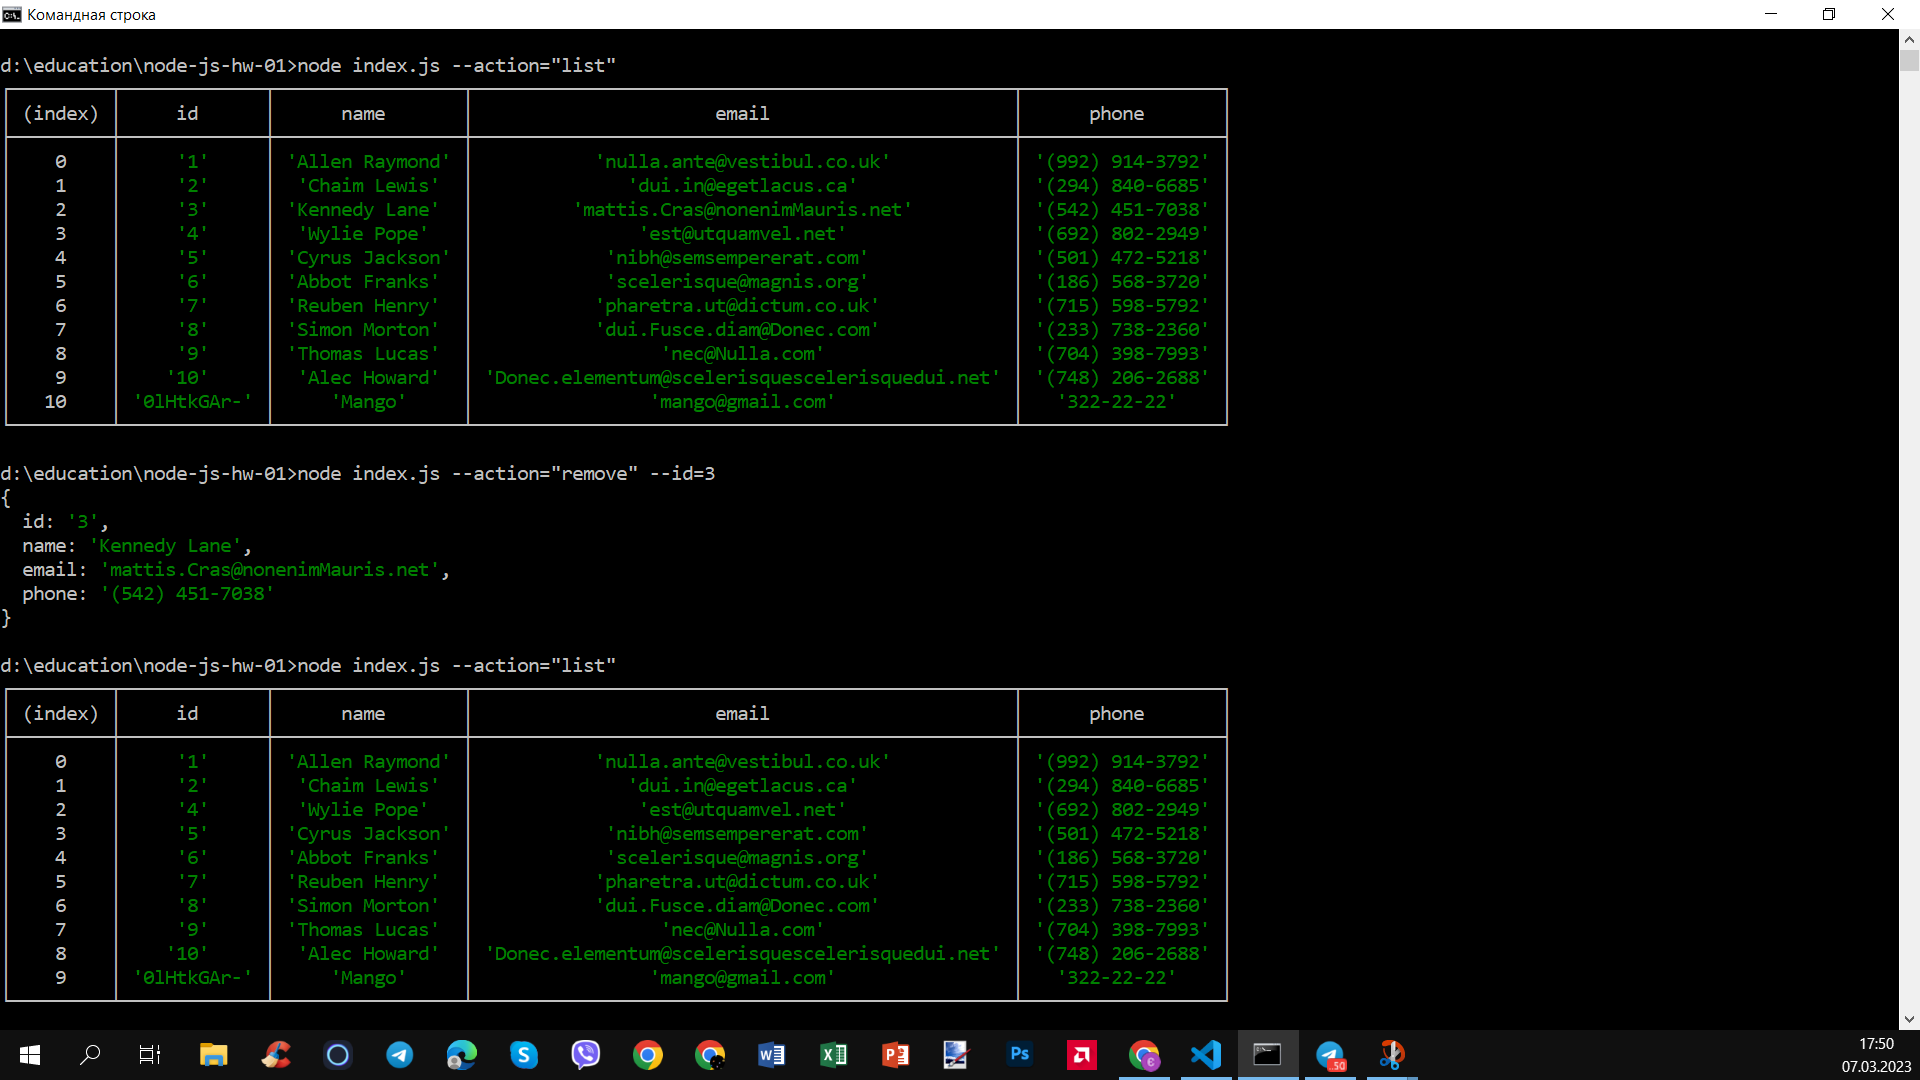 Командная строка
d:\education\node-js-hw-01>node index.js --action="list"
(index) id name email phone
0 '1' 'Allen Raymond' 'nulla.ante@vestibul.co.uk' '(992) 914-3792'
1 '2' 'Chaim Lewis' 'dui.in@egetlacus.ca' '(294) 840-6685'
2 '3' 'Kennedy Lane' 'mattis.Cras@nonenimMauris.net' '(542) 451-7038'
3 '4' 'Wylie Pope' 'est@utquamvel.net' '(692) 802-2949'
4 '5' 'Cyrus Jackson' 'nibh@semsempererat.com' '(501) 472-5218'
5 '6' 'Abbot Franks' 'scelerisque@magnis.org' '(186) 568-3720'
6 '7' 'Reuben Henry' 'pharetra.ut@dictum.co.uk' '(715) 598-5792'
7 '8' 'Simon Morton' 'dui.Fusce.diam@Donec.com' '(233) 738-2360'
8 '9' 'Thomas Lucas' 'nec@Nulla.com' '(704) 398-7993'
9 '10' 'Alec Howard' 'Donec.elementum@scelerisquescelerisquedui.net' '(748) 206-2688'
10 '0lHtkGAr-' 'Mango' 'mango@gmail.com' '322-22-22'
d:\education\node-js-hw-01>node index.js --action="remove" --id=3
{
id: '3',
name: 'Kennedy Lane',
email: 'mattis.Cras@nonenimMauris.net',
phone: '(542) 451-7038'
}
d:\education\node-js-hw-01>node index.js --action="list"
(index) id name email phone
0 '1' 'Allen Raymond' 'nulla.ante@vestibul.co.uk' '(992) 914-3792'
1 '2' 'Chaim Lewis' 'dui.in@egetlacus.ca' '(294) 840-6685'
2 '4' 'Wylie Pope' 'est@utquamvel.net' '(692) 802-2949'
3 '5' 'Cyrus Jackson' 'nibh@semsempererat.com' '(501) 472-5218'
4 '6' 'Abbot Franks' 'scelerisque@magnis.org' '(186) 568-3720'
5 '7' 'Reuben Henry' 'pharetra.ut@dictum.co.uk' '(715) 598-5792'
6 '8' 'Simon Morton' 'dui.Fusce.diam@Donec.com' '(233) 738-2360'
7 '9' 'Thomas Lucas' 'nec@Nulla.com' '(704) 398-7993'
8 '10' 'Alec Howard' 'Donec.elementum@scelerisquescelerisquedui.net' '(748) 206-2688'
9 '0lHtkGAr-' 'Mango' 'mango@gmail.com' '322-22-22'
17:50
07.03.2023